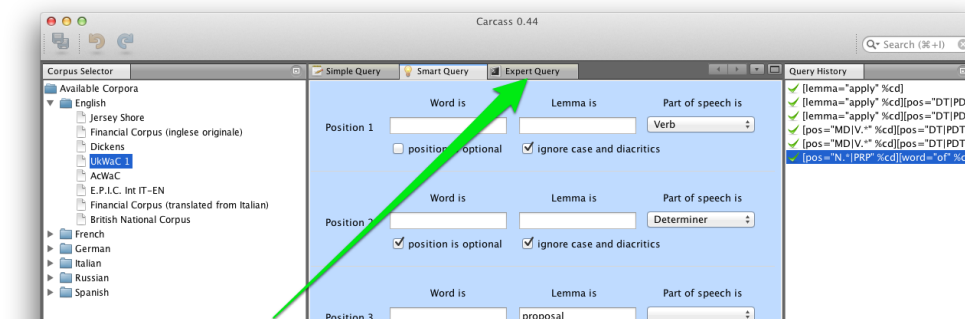 Carcass 0.44
Search (⌘+I)
Corpus Selector
Simple Query
Smart Query
Expert Query
Query History
Available Corpora
English
Jersey Shore
Financial Corpus (inglese originale)
Dickens
UkWaC 1
AcWaC
E.P.I.C. Int IT-EN
Financial Corpus (translated from Italian)
British National Corpus
French
German
Italian
Russian
Spanish
Word is Lemma is Part of speech is
Position 1 Verb
position is optional ignore case and diacritics
Word is Lemma is Part of speech is
Position 2 Determiner
position is optional ignore case and diacritics
Word is Lemma is Part of speech is
Position 3 proposal
[lemma="apply" %cd]
[lemma="apply" %cd][pos="DT|PD
[lemma="apply" %cd][pos="DT|PD
[pos="MD|V.*" %cd][pos="DT|PDT
[pos="MD|V.*" %cd][pos="DT|PDT
[pos="N.*|PRP" %cd][word="of" %c